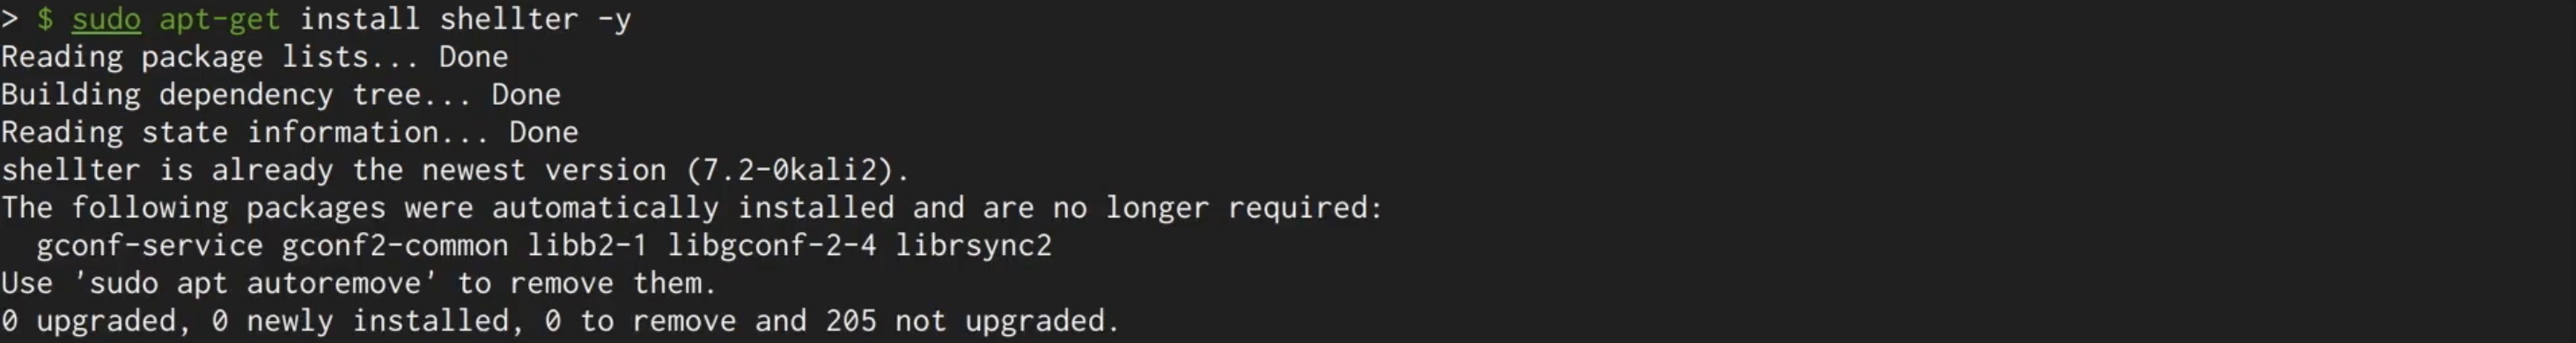 > $ sudo apt-get install shellter -y
Reading package lists... Done
Building dependency tree... Done
Reading state information... Done
shellter is already the newest version (7.2-0kali2).
The following packages were automatically installed and are no longer required:
  gconf-service gconf2-common libb2-1 libgconf-2-4 librsync2
Use 'sudo apt autoremove' to remove them.
0 upgraded, 0 newly installed, 0 to remove and 205 not upgraded.